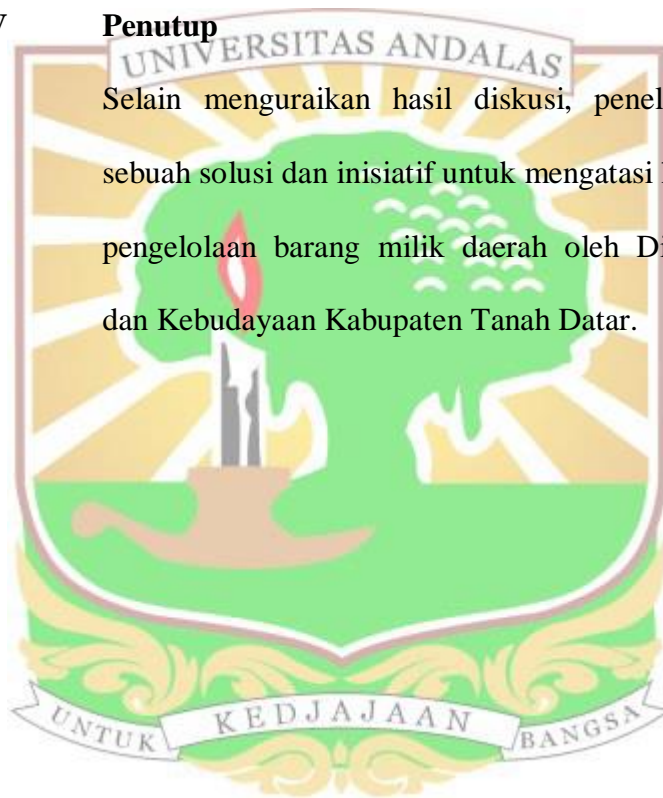 V Penutup
UNIVERSITAS ANDALAS
Selain menguraikan hasil diskusi,
sebuah solusi dan inisiatif untuk mengatasi
pengelolaan barang milik daerah oleh
dan Kebudayaan Kabupaten Tanah Datar.
UNTUK KEDJAJAAN BANGSA